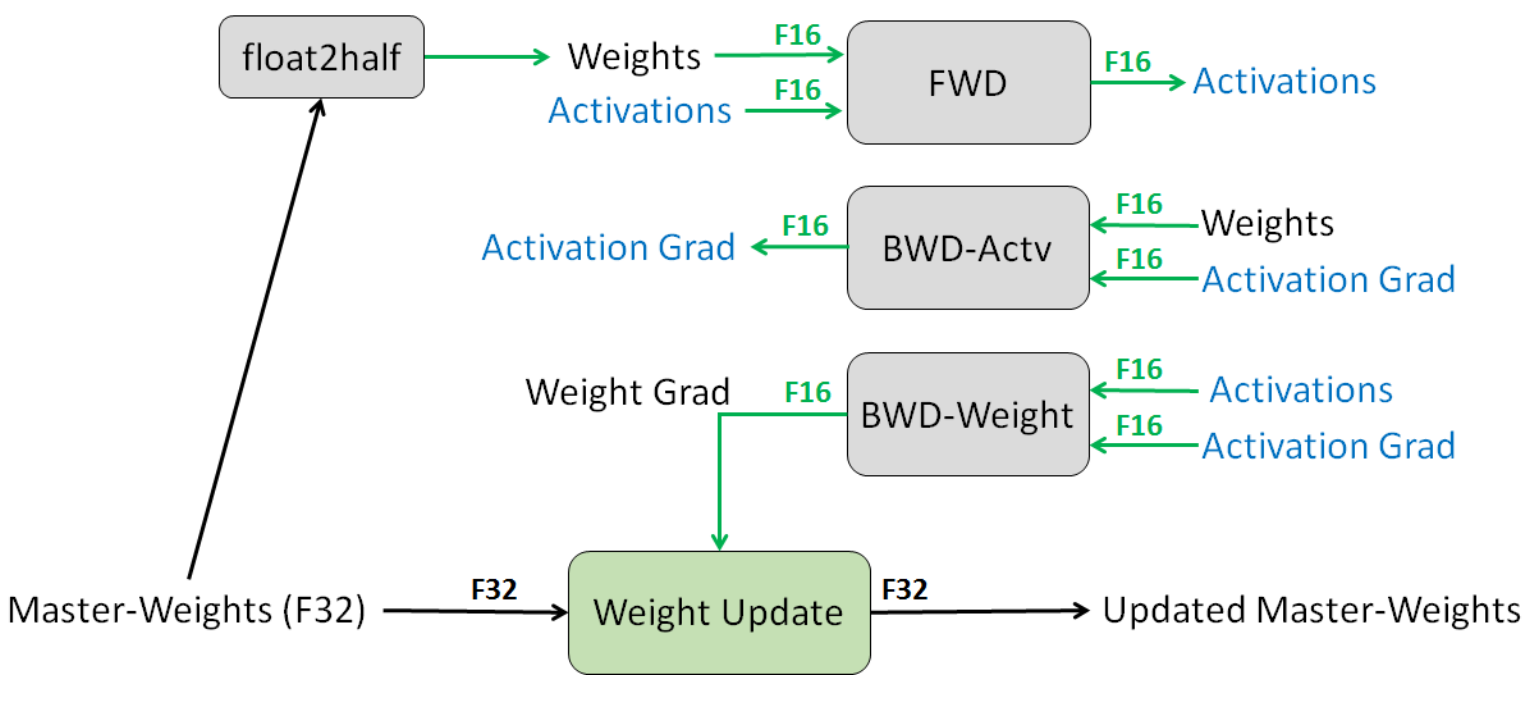 float2half
Weights
F16
Activations
F16
FWD
F16
Activations
Activation Grad
F16
BWD-Actv
F16
Weights
F16
Activation Grad
Weight Grad
F16
BWD-Weight
F16
Activations
F16
Activation Grad
Master-Weights (F32)
F32
Weight Update
F32
Updated Master-Weights